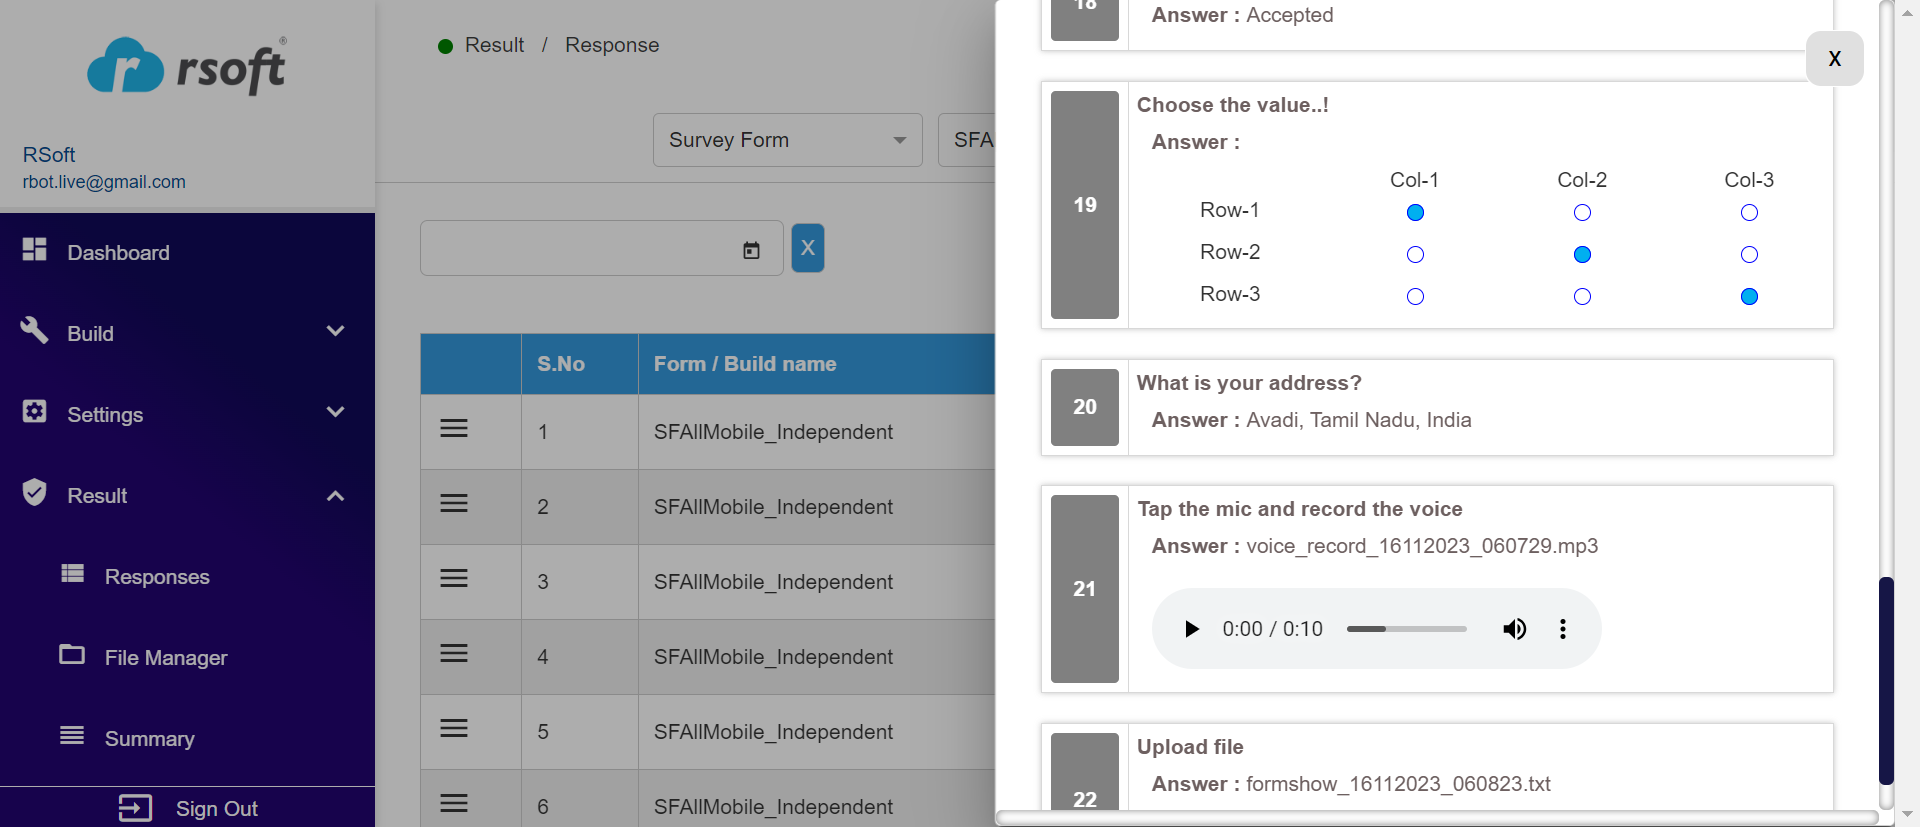 rsoft®
RSoft
rbot.live@gmail.com
Dashboard
Build
Settings
Result
Responses
File Manager
Summary
Sign Out
Result / Response
Survey Form
SFA
X
S.No Form / Build name
1 SFAllMobile_Independent
2 SFAllMobile_Independent
3 SFAllMobile_Independent
4 SFAllMobile_Independent
5 SFAllMobile_Independent
6 SFAllMobile_Independent
X
18
Answer : Accepted
19
Choose the value..!
Answer :
Col-1 Col-2 Col-3
Row-1
Row-2
Row-3
20
What is your address?
Answer : Avadi, Tamil Nadu, India
21
Tap the mic and record the voice
Answer : voice_record_16112023_060729.mp3
0:00 / 0:10
22
Upload file
Answer : formshow_16112023_060823.txt